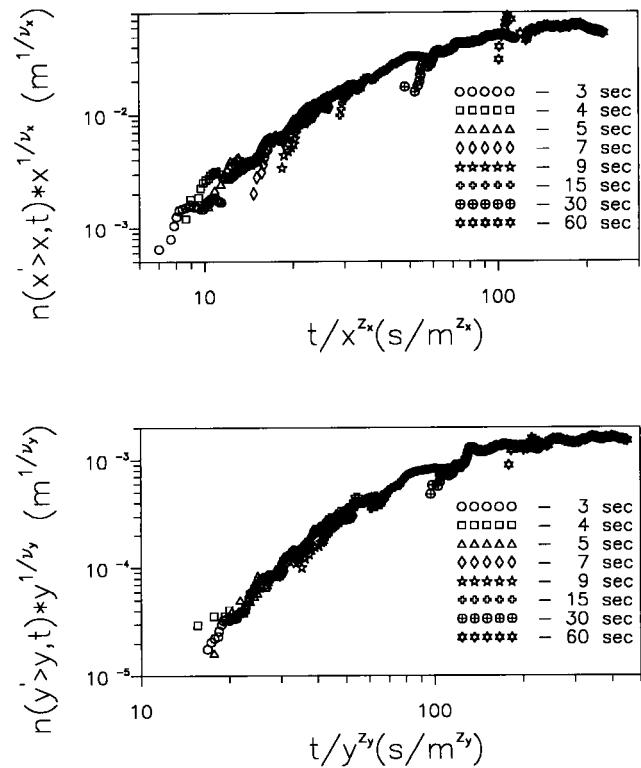 n(x'>x,t)*x^{1/ν_x} (m^{1/ν_x})
10^{-2}
10^{-3}
○○○○○ – 3 sec
□□□□□ – 4 sec
△△△△△ – 5 sec
◇◇◇◇◇ – 7 sec
☆☆☆☆☆ – 9 sec
✚✚✚✚✚ – 15 sec
⊕⊕⊕⊕⊕ – 30 sec
✡✡✡✡✡ – 60 sec
10 100
t/x^{z_x}(s/m^{z_x})
n(y'>y,t)*y^{1/ν_y} (m^{1/ν_y})
10^{-3}
10^{-4}
10^{-5}
○○○○○ – 3 sec
□□□□□ – 4 sec
△△△△△ – 5 sec
◇◇◇◇◇ – 7 sec
☆☆☆☆☆ – 9 sec
✚✚✚✚✚ – 15 sec
⊕⊕⊕⊕⊕ – 30 sec
✡✡✡✡✡ – 60 sec
10 100
t/y^{z_y}(s/m^{z_y})